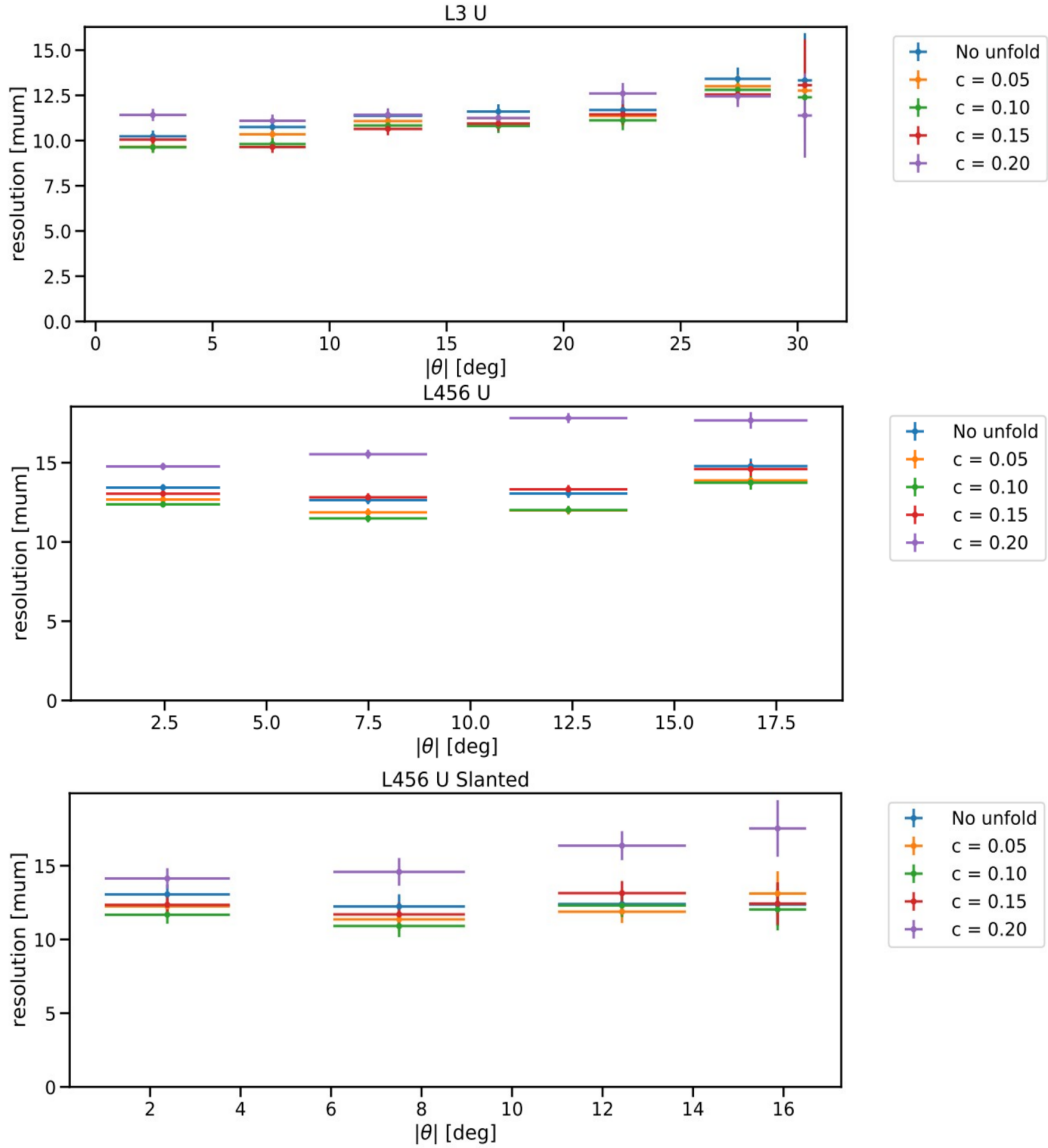 L3 U
resolution [mum]
15.0
12.5
10.0
7.5
5.0
2.5
0.0
0 5 10 15 20 25 30
|θ| [deg]
No unfold
c = 0.05
c = 0.10
c = 0.15
c = 0.20
L456 U
resolution [mum]
15
10
5
0
2.5 5.0 7.5 10.0 12.5 15.0 17.5
|θ| [deg]
No unfold
c = 0.05
c = 0.10
c = 0.15
c = 0.20
L456 U Slanted
resolution [mum]
15
10
5
0
2 4 6 8 10 12 14 16
|θ| [deg]
No unfold
c = 0.05
c = 0.10
c = 0.15
c = 0.20